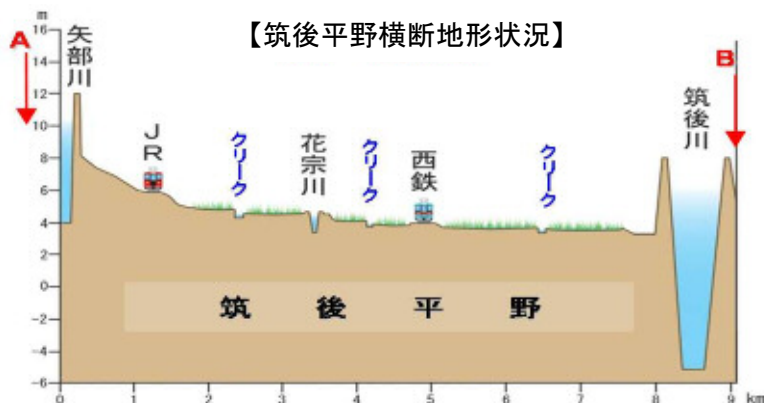 【筑後平野横断地形状況】
m
16
14
12
10
8
6
4
2
0
-2
-4
-6
A
矢部川
JR
クリーク
花宗川
クリーク
西鉄
クリーク
筑後川
B
筑後平野
0 1 2 3 4 5 6 7 8 9 km